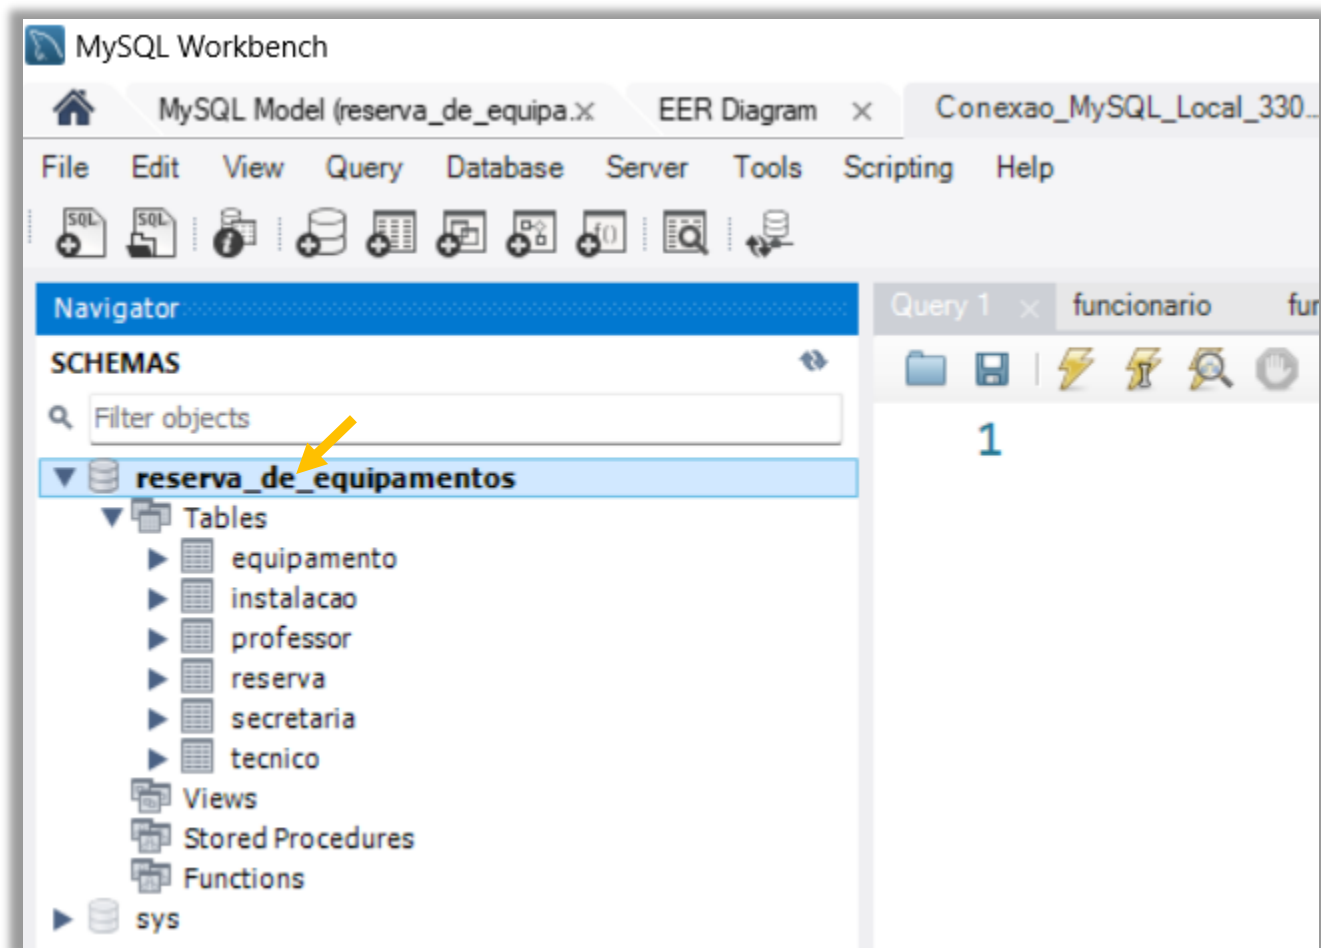 MySQL Workbench
MySQL Model (reserva_de_equipa.× EER Diagram × Conexao_MySQL_Local_330...
File Edit View Query Database Server Tools Scripting Help
Navigator
Query 1 × funcionario fur
SCHEMAS
Filter objects
1
reserva_de_equipamentos
Tables
equipamento
instalacao
professor
reserva
secretaria
tecnico
Views
Stored Procedures
Functions
sys